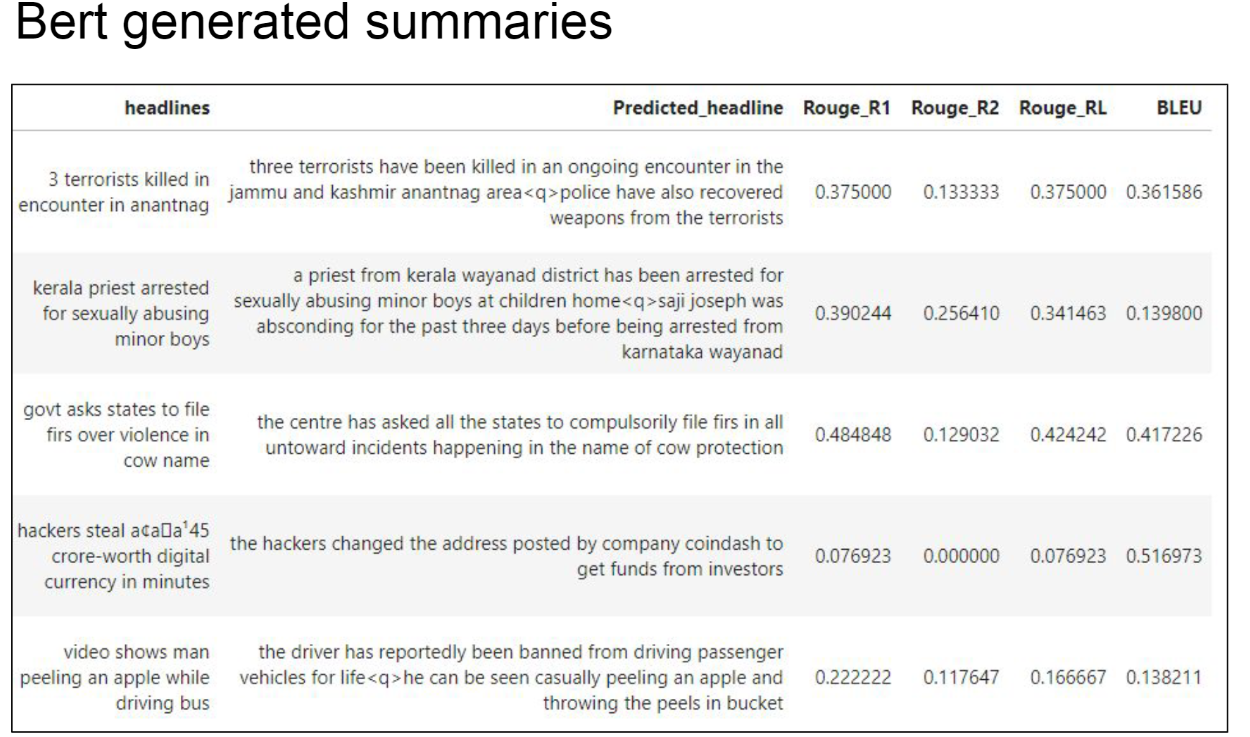 Bert generated summaries
headlines Predicted_headline Rouge_R1 Rouge_R2 Rouge_RL BLEU
3 terrorists killed in
encounter in anantnag
three terrorists have been killed in an ongoing encounter in the
jammu and kashmir anantnag area<q>police have also recovered
weapons from the terrorists
0.375000 0.133333 0.375000 0.361586
kerala priest arrested
for sexually abusing
minor boys
a priest from kerala wayanad district has been arrested for
sexually abusing minor boys at children home<q>saji joseph was
absconding for the past three days before being arrested from
karnataka wayanad
0.390244 0.256410 0.341463 0.139800
govt asks states to file
firs over violence in
cow name
the centre has asked all the states to compulsorily file firs in all
untoward incidents happening in the name of cow protection
0.484848 0.129032 0.424242 0.417226
hackers steal a¢a▯a¹45
crore-worth digital
currency in minutes
the hackers changed the address posted by company coindash to
get funds from investors
0.076923 0.000000 0.076923 0.516973
video shows man
peeling an apple while
driving bus
the driver has reportedly been banned from driving passenger
vehicles for life<q>he can be seen casually peeling an apple and
throwing the peels in bucket
0.222222 0.117647 0.166667 0.138211